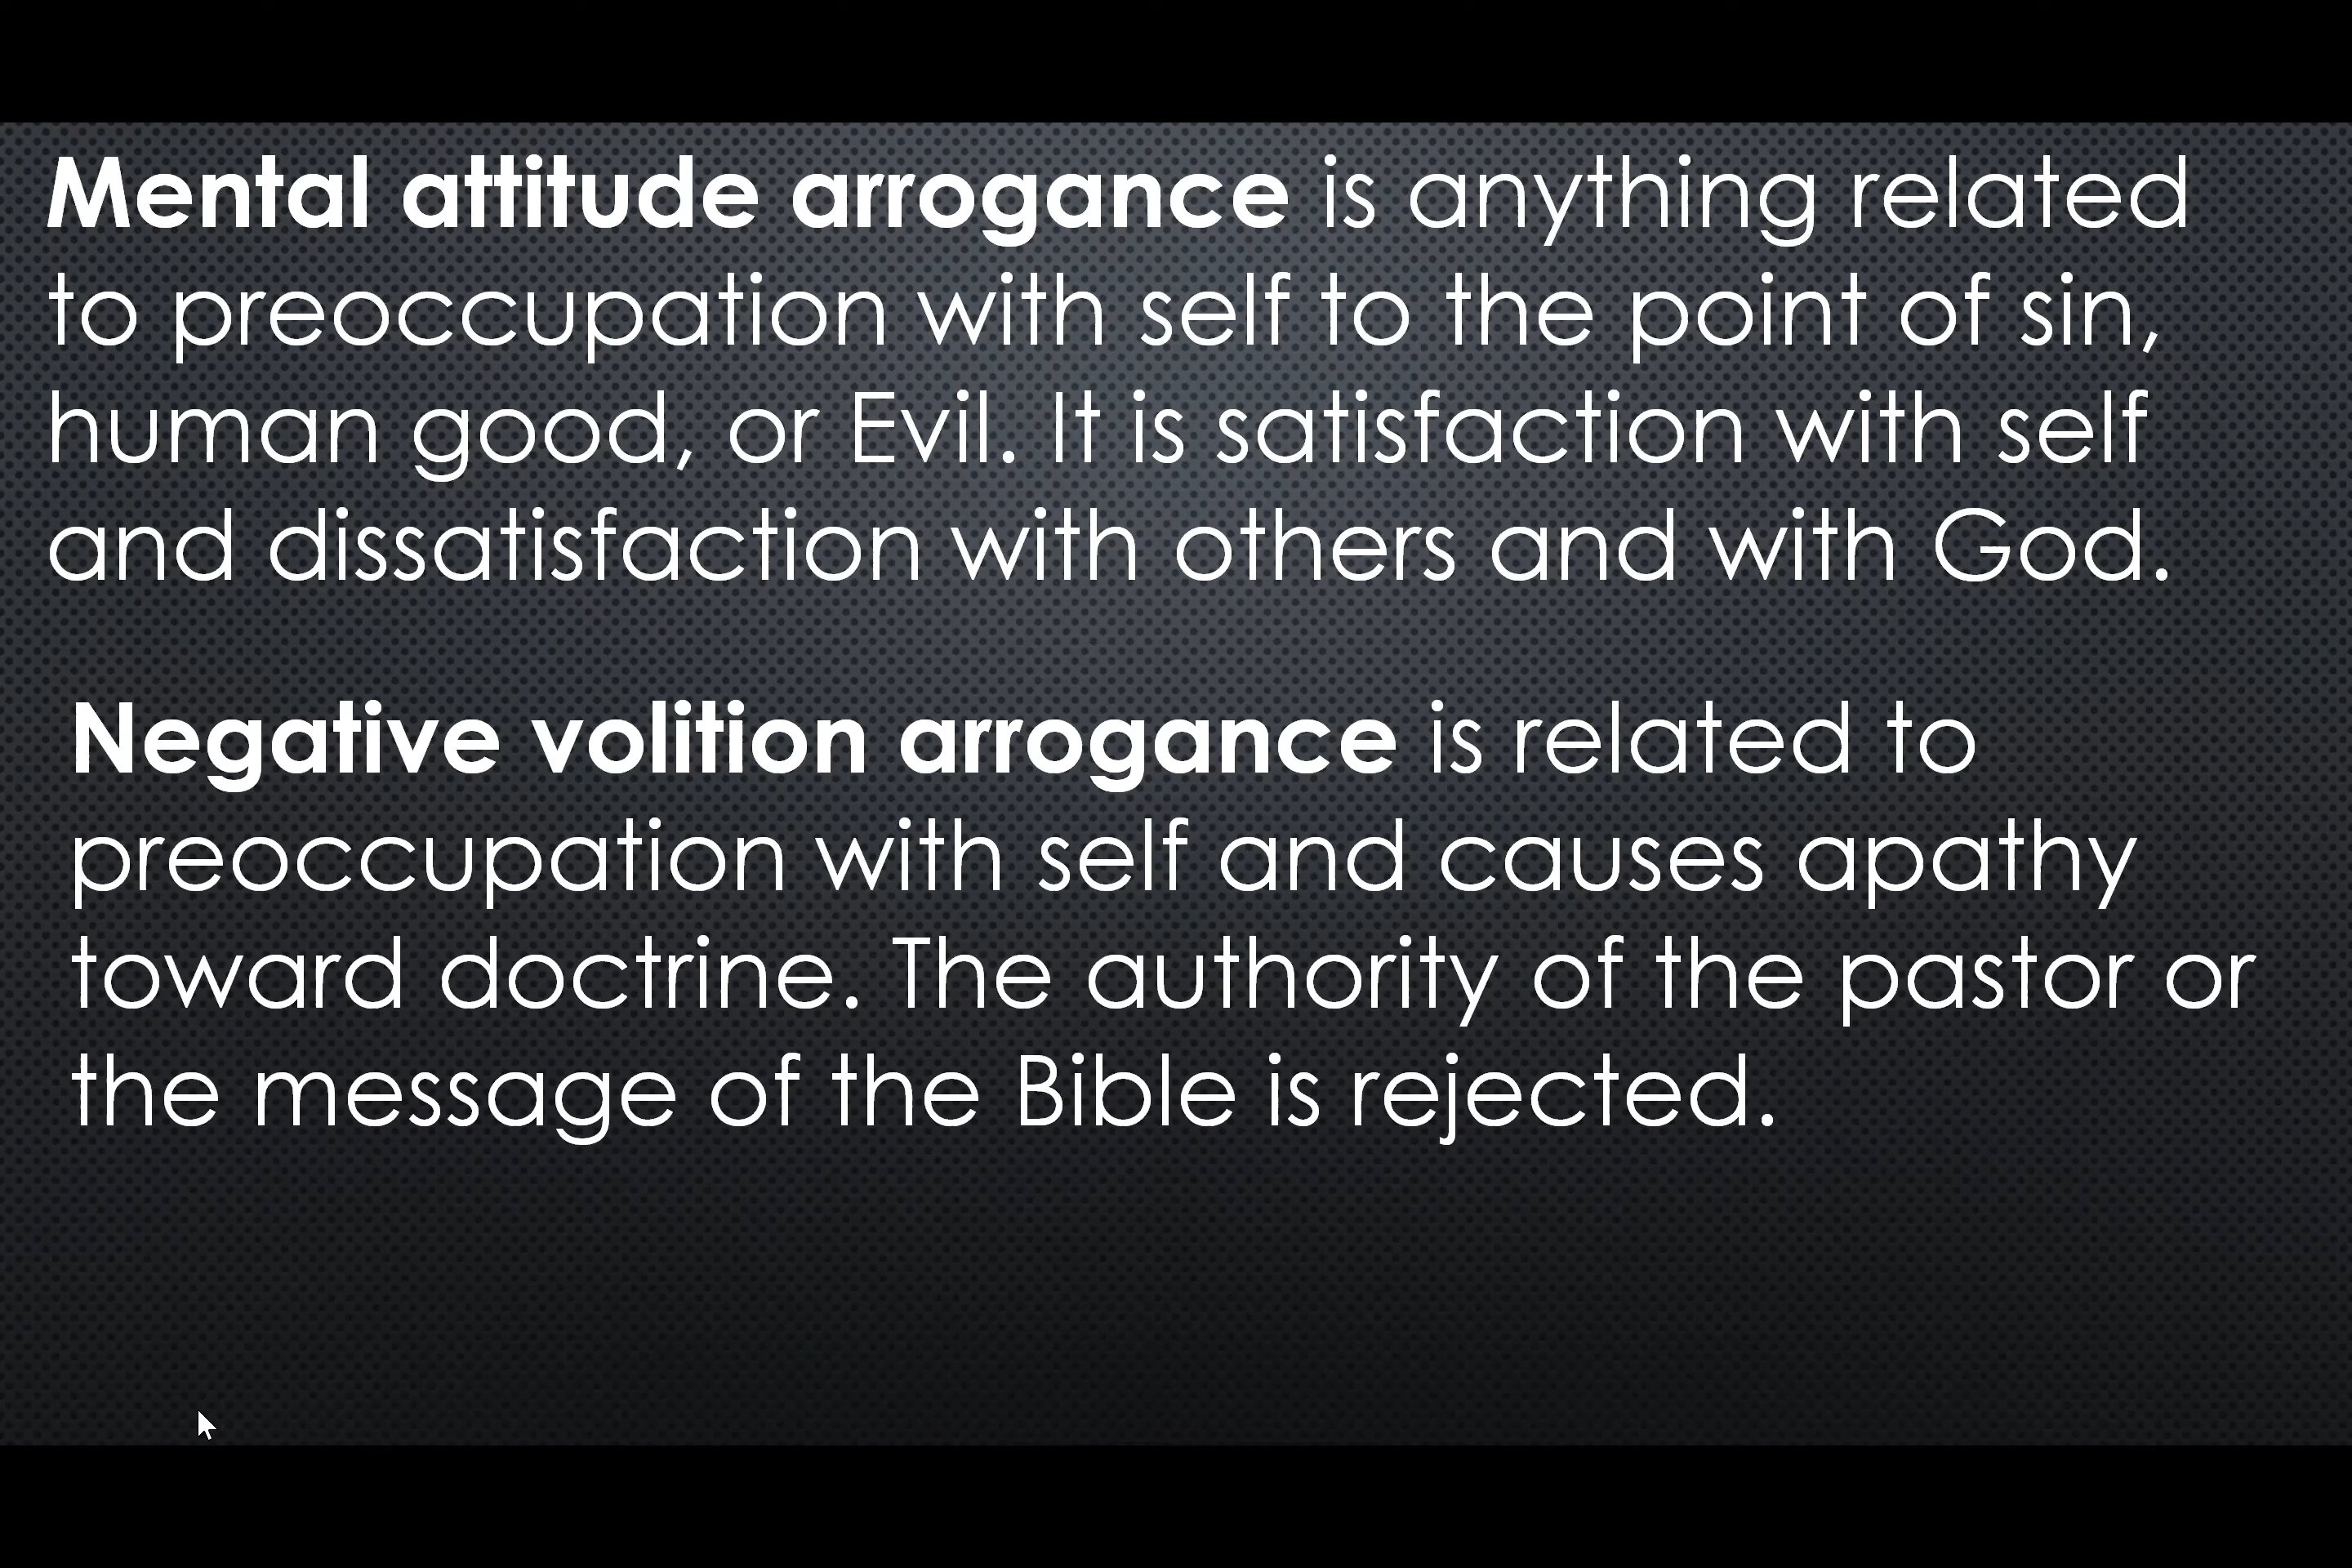 Mental attitude arrogance is anything related
to preoccupation with self to the point of sin,
human good, or Evil. It is satisfaction with self
and dissatisfaction with others and with God.
Negative volition arrogance is related to
preoccupation with self and causes apathy
toward doctrine. The authority of the pastor or
the message of the Bible is rejected.